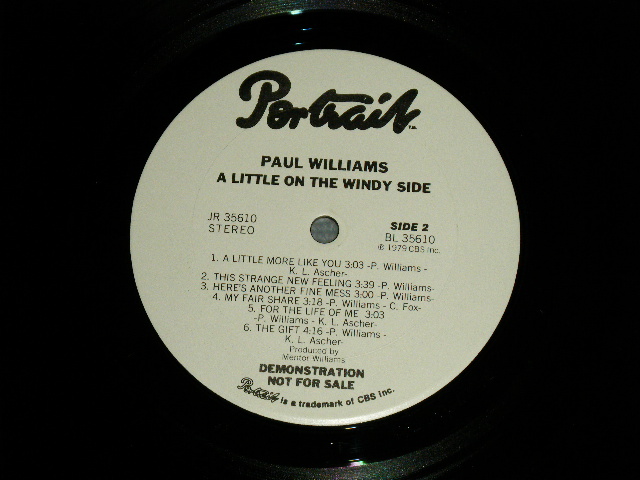 Portrait TM
PAUL WILLIAMS
A LITTLE ON THE WINDY SIDE
JR 35610
STEREO
SIDE 2
BL 35610
℗ 1979 CBS Inc.
1. A LITTLE MORE LIKE YOU 3:03 -P. Williams -
K. L. Ascher-
2. THIS STRANGE NEW FEELING 3:39 -P. Williams-
3. HERE'S ANOTHER FINE MESS 3:00 -P. Williams-
4. MY FAIR SHARE 3:18 -P. Williams - C. Fox-
5. FOR THE LIFE OF ME 3:03
-P. Williams - K. L. Ascher-
6. THE GIFT 4:16 -P. Williams -
K. L. Ascher-
Produced by
Mentor Williams
DEMONSTRATION
NOT FOR SALE
Portrait is a trademark of CBS Inc.